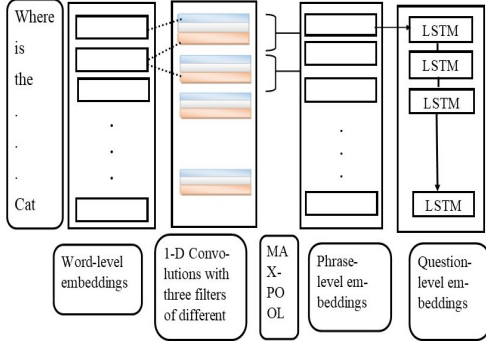 Where
is
the
.
.
.
Cat
LSTM
LSTM
LSTM
LSTM
Word-level
embeddings
1-D Convo-
lutions with
three filters
of different
MA
X-
PO
OL
Phrase-
level em-
beddings
Question-
level em-
beddings